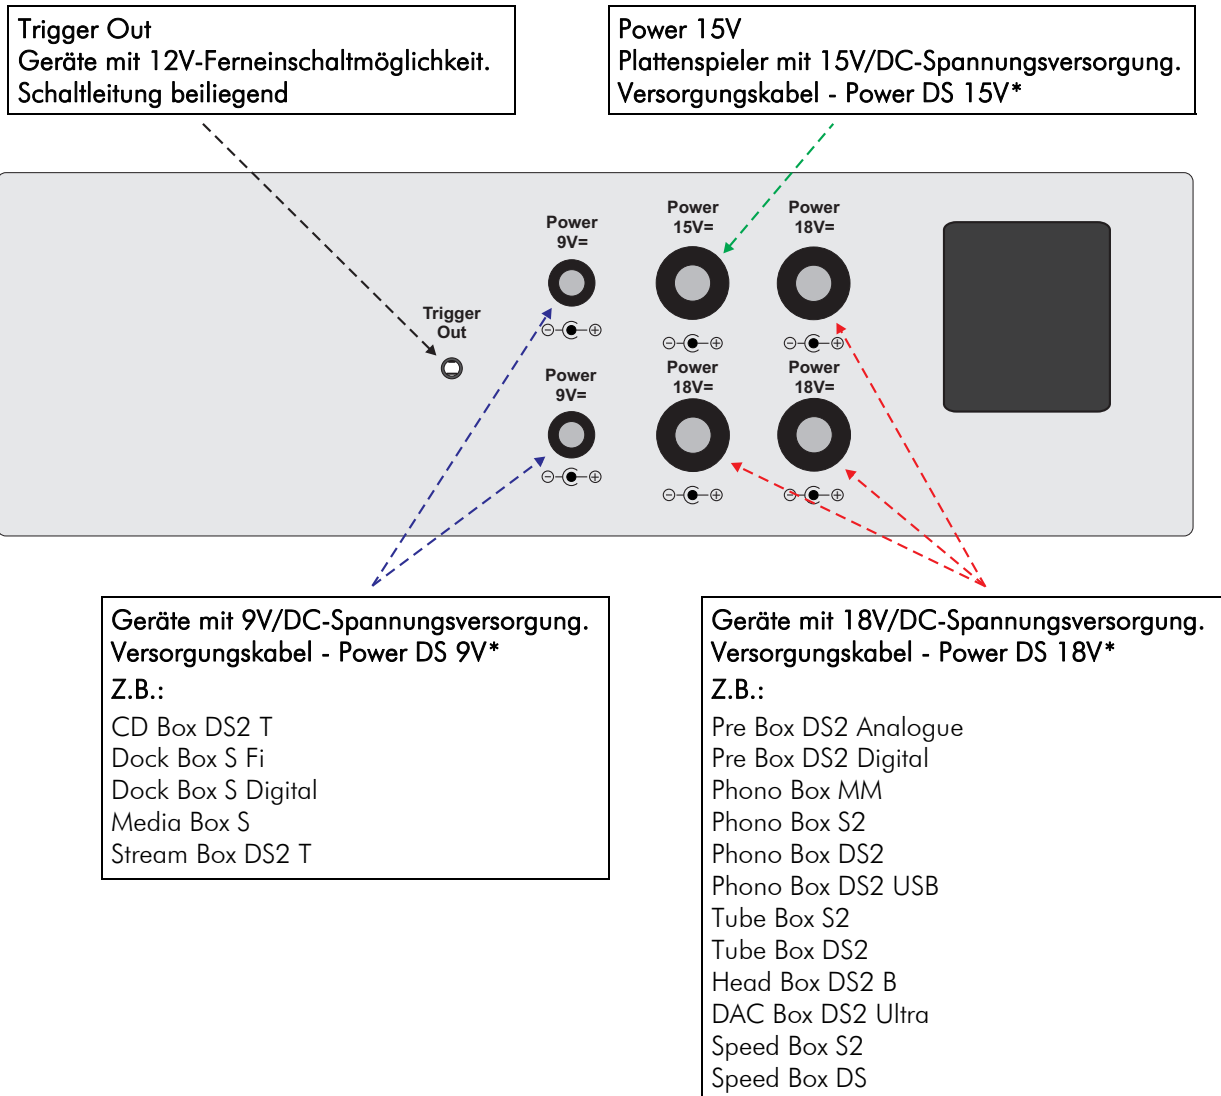 Trigger Out
Geräte mit 12V-Ferneinschaltmöglichkeit.
Schaltleitung beiliegend
Power 15V
Plattenspieler mit 15V/DC-Spannungsversorgung.
Versorgungskabel - Power DS 15V*
Power
9V=
Power
15V=
Power
18V=
Trigger
Out
Power
9V=
Power
18V=
Power
18V=
Geräte mit 9V/DC-Spannungsversorgung.
Versorgungskabel - Power DS 9V*
Z.B.:
CD Box DS2 T
Dock Box S Fi
Dock Box S Digital
Media Box S
Stream Box DS2 T
Geräte mit 18V/DC-Spannungsversorgung.
Versorgungskabel - Power DS 18V*
Z.B.:
Pre Box DS2 Analogue
Pre Box DS2 Digital
Phono Box MM
Phono Box S2
Phono Box DS2
Phono Box DS2 USB
Tube Box S2
Tube Box DS2
Head Box DS2 B
DAC Box DS2 Ultra
Speed Box S2
Speed Box DS